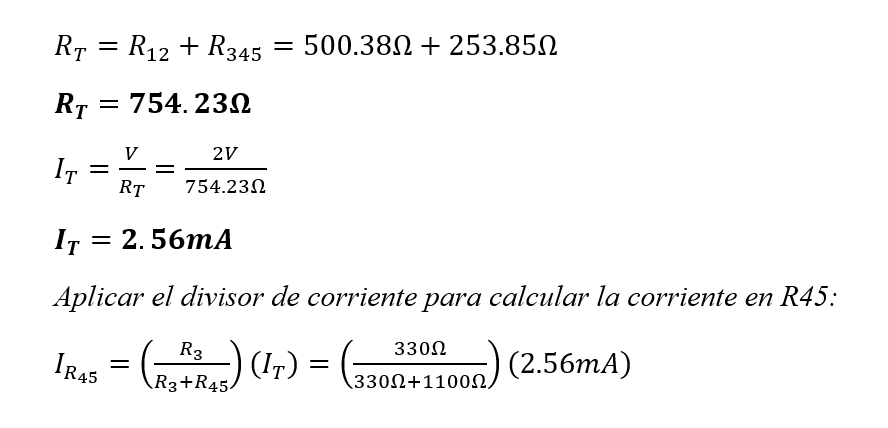 R_T = R_12 + R_345 = 500.38Ω + 253.85Ω
R_T = 754.23Ω
I_T = V/R_T = 2V/754.23Ω
I_T = 2.56mA
Aplicar el divisor de corriente para calcular la corriente en R45:
I_R45 = (R_3/(R_3+R_45))(I_T) = (330Ω/(330Ω+1100Ω))(2.56mA)